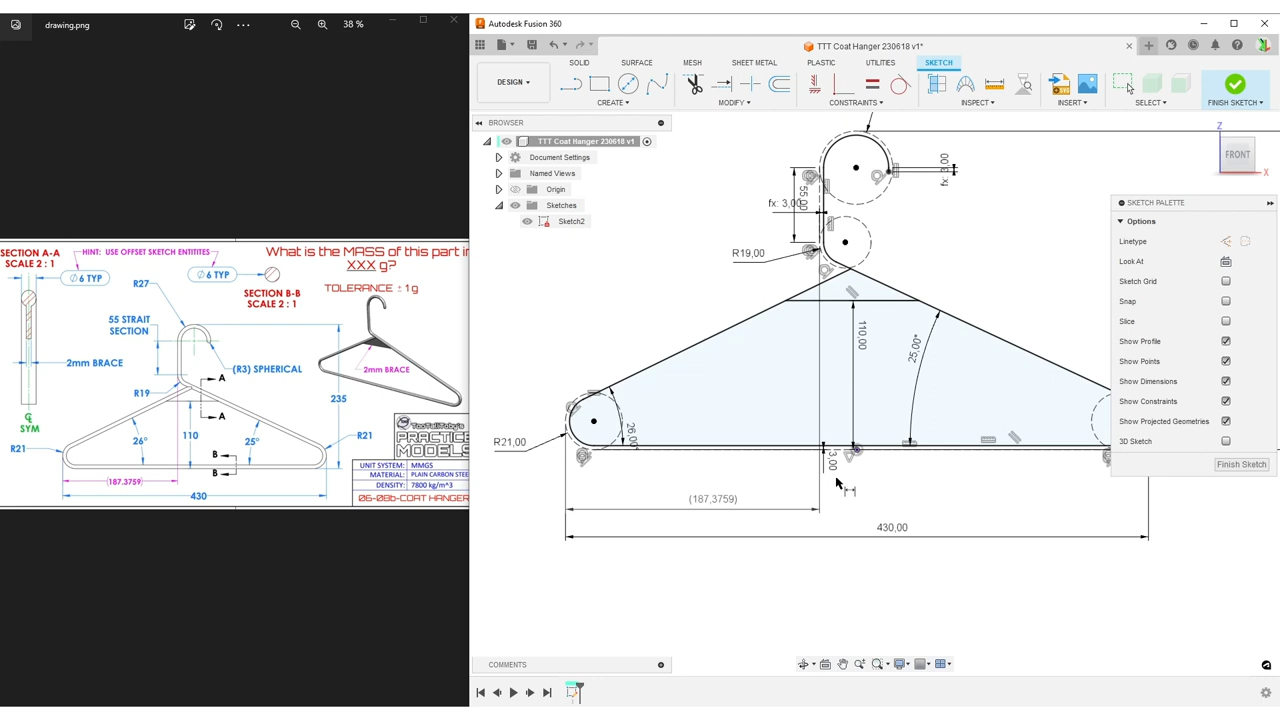 drawing.png
38 %
SECTION A-A
SCALE 2 : 1
HINT: USE OFFSET SKETCH ENTITITES
What is the MASS of this part in
XXX g?
TOLERANCE ± 1 g
∅ 6 TYP
∅ 6 TYP
SECTION B-B
SCALE 2 : 1
R27
55 STRAIT
SECTION
2mm BRACE
(R3) SPHERICAL
2mm BRACE
R19
A
A
235
110
26°
25°
R21
R21
B
B
℄
SYM
(187.3759)
430
TooTallToby's
PRACTICE
MODELS
UNIT SYSTEM:
MMGS
MATERIAL:
PLAIN CARBON STEE
DENSITY:
7800 kg/m^3
06-08b-COAT HANGER
Autodesk Fusion 360
TTT Coat Hanger 230618 v1*
DESIGN
SOLID
SURFACE
MESH
SHEET METAL
PLASTIC
UTILITIES
SKETCH
CREATE
MODIFY
CONSTRAINTS
INSPECT
INSERT
SELECT
FINISH SKETCH
BROWSER
TTT Coat Hanger 230618 v1
Document Settings
Named Views
Origin
Sketches
Sketch2
Z
FRONT
X
SKETCH PALETTE
Options
Linetype
Look At
Sketch Grid
Snap
Slice
Show Profile
Show Points
Show Dimensions
Show Constraints
Show Projected Geometries
3D Sketch
Finish Sketch
fx: 3,00
55,00
fx: 3,00
R19,00
110,00
25,00°
26,00°
R21,00
3,00
(187,3759)
430,00
COMMENTS